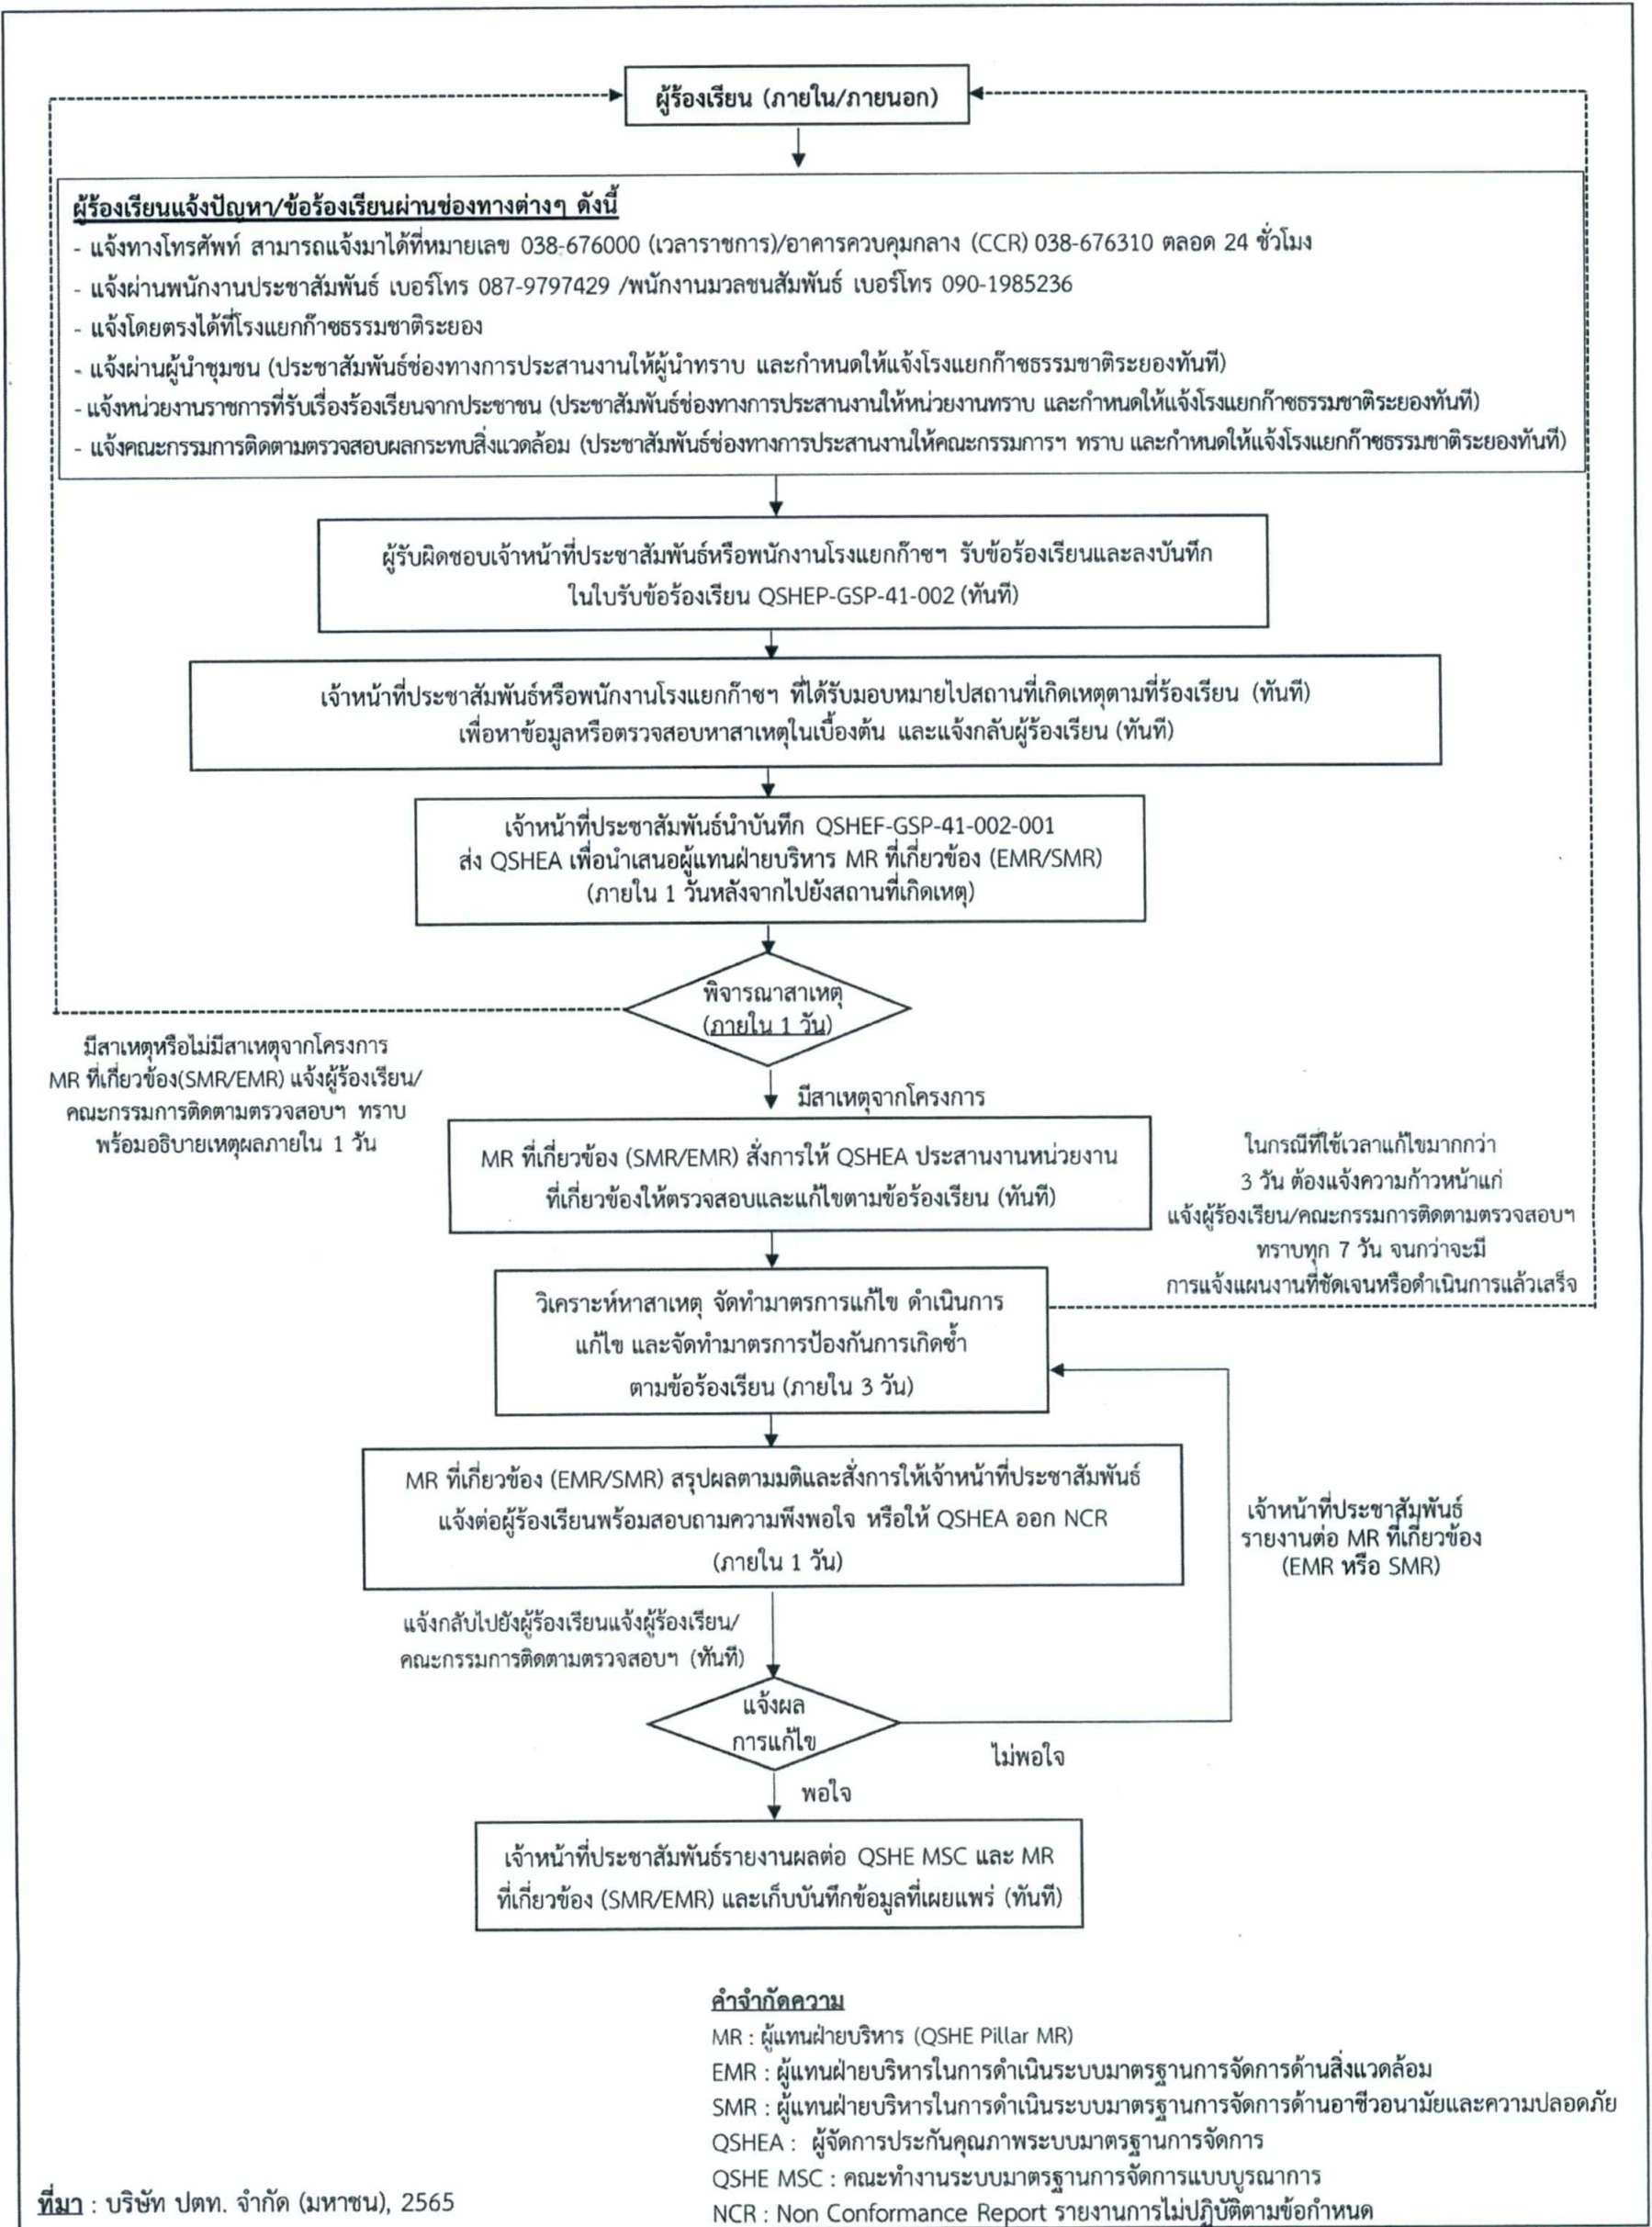 ผู้ร้องเรียน (ภายใน/ภายนอก)
ผู้ร้องเรียนแจ้งปัญหา/ข้อร้องเรียนผ่านช่องทางต่างๆ ดังนี้
- แจ้งทางโทรศัพท์ สามารถแจ้งมาได้ที่หมายเลข 038-676000 (เวลาราชการ)/อาคารควบคุมกลาง (CCR) 038-676310 ตลอด 24 ชั่วโมง
- แจ้งผ่านพนักงานประชาสัมพันธ์ เบอร์โทร 087-9797429 /พนักงานมวลชนสัมพันธ์ เบอร์โทร 090-1985236
- แจ้งโดยตรงได้ที่โรงแยกก๊าซธรรมชาติระยอง
- แจ้งผ่านผู้นำชุมชน (ประชาสัมพันธ์ช่องทางการประสานงานให้ผู้นำทราบ และกำหนดให้แจ้งโรงแยกก๊าซธรรมชาติระยองทันที)
- แจ้งหน่วยงานราชการที่รับเรื่องร้องเรียนจากประชาชน (ประชาสัมพันธ์ช่องทางการประสานงานให้หน่วยงานทราบ และกำหนดให้แจ้งโรงแยกก๊าซธรรมชาติระยองทันที)
- แจ้งคณะกรรมการติดตามตรวจสอบผลกระทบสิ่งแวดล้อม (ประชาสัมพันธ์ช่องทางการประสานงานให้คณะกรรมการฯ ทราบ และกำหนดให้แจ้งโรงแยกก๊าซธรรมชาติระยองทันที)
ผู้รับผิดชอบเจ้าหน้าที่ประชาสัมพันธ์หรือพนักงานโรงแยกก๊าซฯ รับข้อร้องเรียนและลงบันทึก
ในใบรับข้อร้องเรียน QSHEP-GSP-41-002 (ทันที)
เจ้าหน้าที่ประชาสัมพันธ์หรือพนักงานโรงแยกก๊าซฯ ที่ได้รับมอบหมายไปสถานที่เกิดเหตุตามที่ร้องเรียน (ทันที)
เพื่อหาข้อมูลหรือตรวจสอบหาสาเหตุในเบื้องต้น และแจ้งกลับผู้ร้องเรียน (ทันที)
เจ้าหน้าที่ประชาสัมพันธ์นำบันทึก QSHEF-GSP-41-002-001
ส่ง QSHEA เพื่อนำเสนอผู้แทนฝ่ายบริหาร MR ที่เกี่ยวข้อง (EMR/SMR)
(ภายใน 1 วันหลังจากไปยังสถานที่เกิดเหตุ)
พิจารณาสาเหตุ
(ภายใน 1 วัน)
มีสาเหตุหรือไม่มีสาเหตุจากโครงการ
MR ที่เกี่ยวข้อง(SMR/EMR) แจ้งผู้ร้องเรียน/
คณะกรรมการติดตามตรวจสอบฯ ทราบ
พร้อมอธิบายเหตุผลภายใน 1 วัน
มีสาเหตุจากโครงการ
MR ที่เกี่ยวข้อง (SMR/EMR) สั่งการให้ QSHEA ประสานงานหน่วยงาน
ที่เกี่ยวข้องให้ตรวจสอบและแก้ไขตามข้อร้องเรียน (ทันที)
ในกรณีที่ใช้เวลาแก้ไขมากกว่า
3 วัน ต้องแจ้งความก้าวหน้าแก่
แจ้งผู้ร้องเรียน/คณะกรรมการติดตามตรวจสอบฯ
ทราบทุก 7 วัน จนกว่าจะมี
การแจ้งแผนงานที่ชัดเจนหรือดำเนินการแล้วเสร็จ
วิเคราะห์หาสาเหตุ จัดทำมาตรการแก้ไข ดำเนินการ
แก้ไข และจัดทำมาตรการป้องกันการเกิดซ้ำ
ตามข้อร้องเรียน (ภายใน 3 วัน)
MR ที่เกี่ยวข้อง (EMR/SMR) สรุปผลตามมติและสั่งการให้เจ้าหน้าที่ประชาสัมพันธ์
แจ้งต่อผู้ร้องเรียนพร้อมสอบถามความพึงพอใจ หรือให้ QSHEA ออก NCR
(ภายใน 1 วัน)
เจ้าหน้าที่ประชาสัมพันธ์
รายงานต่อ MR ที่เกี่ยวข้อง
(EMR หรือ SMR)
แจ้งกลับไปยังผู้ร้องเรียนแจ้งผู้ร้องเรียน/
คณะกรรมการติดตามตรวจสอบฯ (ทันที)
แจ้งผล
การแก้ไข
ไม่พอใจ
พอใจ
เจ้าหน้าที่ประชาสัมพันธ์รายงานผลต่อ QSHE MSC และ MR
ที่เกี่ยวข้อง (SMR/EMR) และเก็บบันทึกข้อมูลที่เผยแพร่ (ทันที)
คำจำกัดความ
MR : ผู้แทนฝ่ายบริหาร (QSHE Pillar MR)
EMR : ผู้แทนฝ่ายบริหารในการดำเนินระบบมาตรฐานการจัดการด้านสิ่งแวดล้อม
SMR : ผู้แทนฝ่ายบริหารในการดำเนินระบบมาตรฐานการจัดการด้านอาชีวอนามัยและความปลอดภัย
QSHEA : ผู้จัดการประกันคุณภาพระบบมาตรฐานการจัดการ
QSHE MSC : คณะทำงานระบบมาตรฐานการจัดการแบบบูรณาการ
NCR : Non Conformance Report รายงานการไม่ปฏิบัติตามข้อกำหนด
ที่มา : บริษัท ปตท. จำกัด (มหาชน), 2565